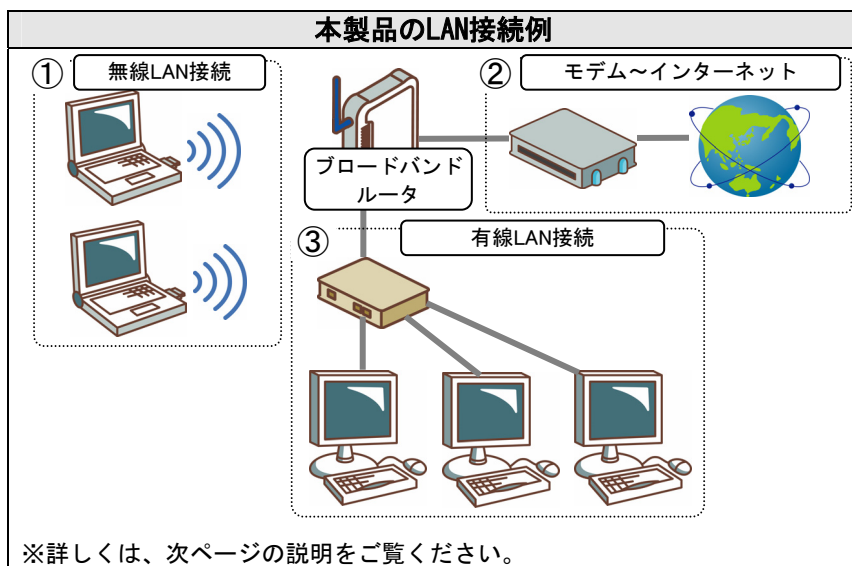 本製品のLAN接続例
① 無線LAN接続
② モデム～インターネット
ブロードバンド
ルータ
③ 有線LAN接続
※詳しくは、次ページの説明をご覧ください。